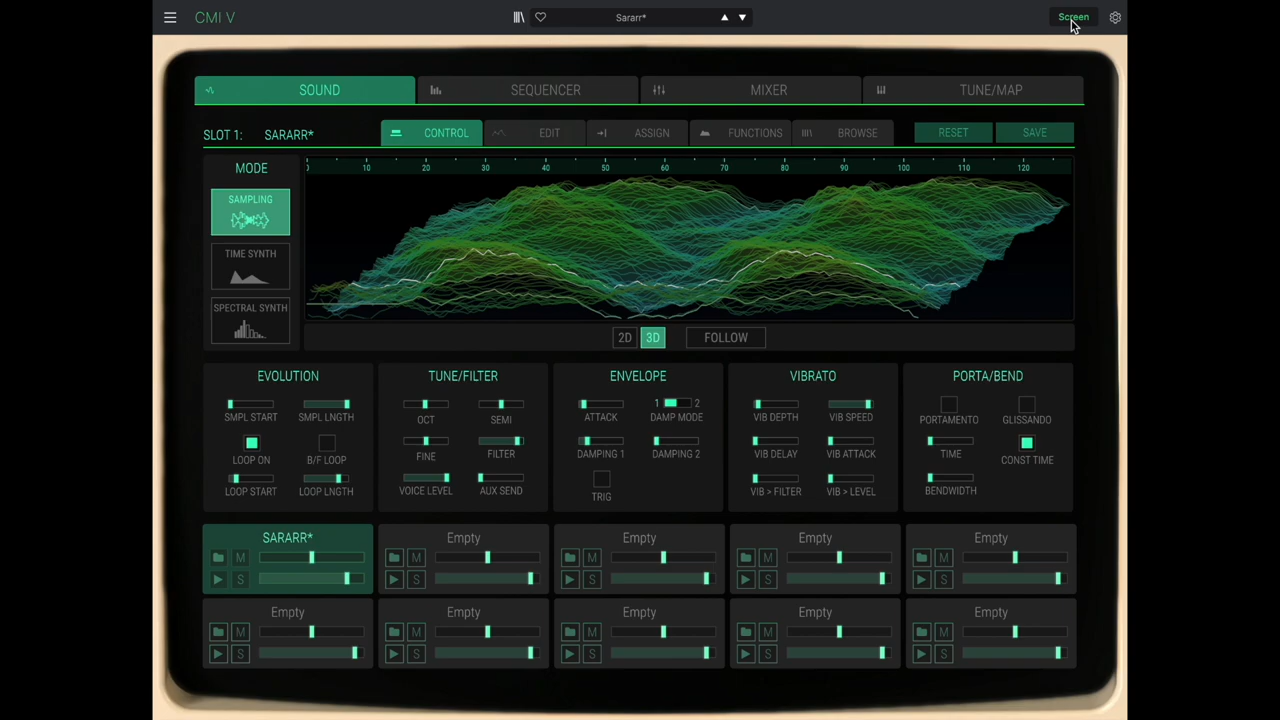 CMI V Sararr* Screen
SOUND SEQUENCER MIXER TUNE/MAP
SLOT 1: SARARR* CONTROL EDIT ASSIGN FUNCTIONS BROWSE RESET SAVE
MODE
0 10 20 30 40 50 60 70 80 90 100 110 120
SAMPLING
TIME SYNTH
SPECTRAL SYNTH
2D 3D FOLLOW
EVOLUTION
SMPL START SMPL LNGTH
LOOP ON B/F LOOP
LOOP START LOOP LNGTH
TUNE/FILTER
OCT SEMI
FINE FILTER
VOICE LEVEL AUX SEND
ENVELOPE
1 2
ATTACK DAMP MODE
DAMPING 1 DAMPING 2
TRIG
VIBRATO
VIB DEPTH VIB SPEED
VIB DELAY VIB ATTACK
VIB > FILTER VIB > LEVEL
PORTA/BEND
PORTAMENTO GLISSANDO
TIME CONST TIME
BENDWIDTH
SARARR* Empty Empty Empty Empty
M M M M M
S S S S S
Empty Empty Empty Empty Empty
M M M M M
S S S S S